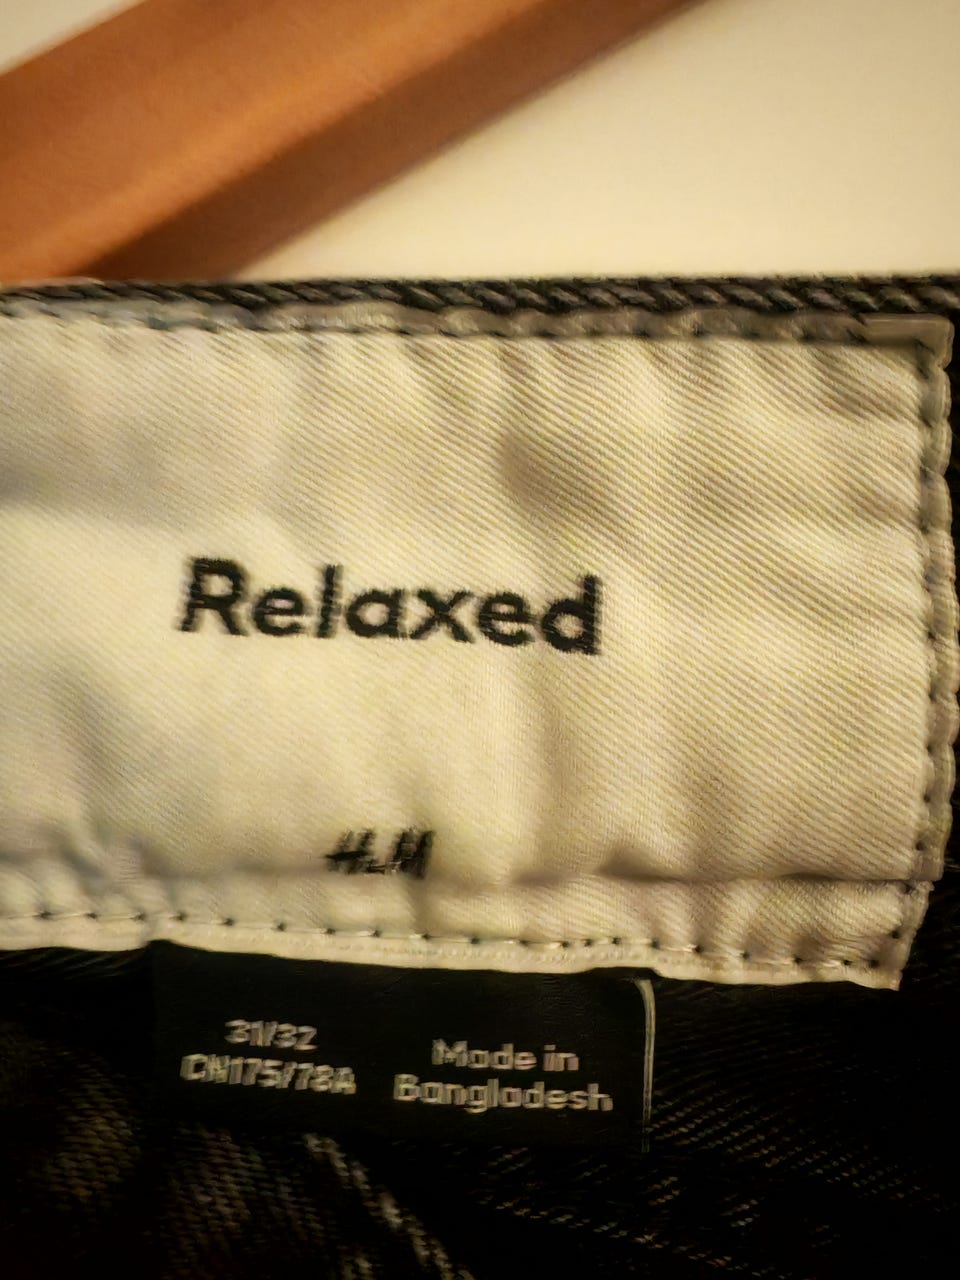 Relaxed
H&M
31/32
CN175/78A
Made in
Bangladesh